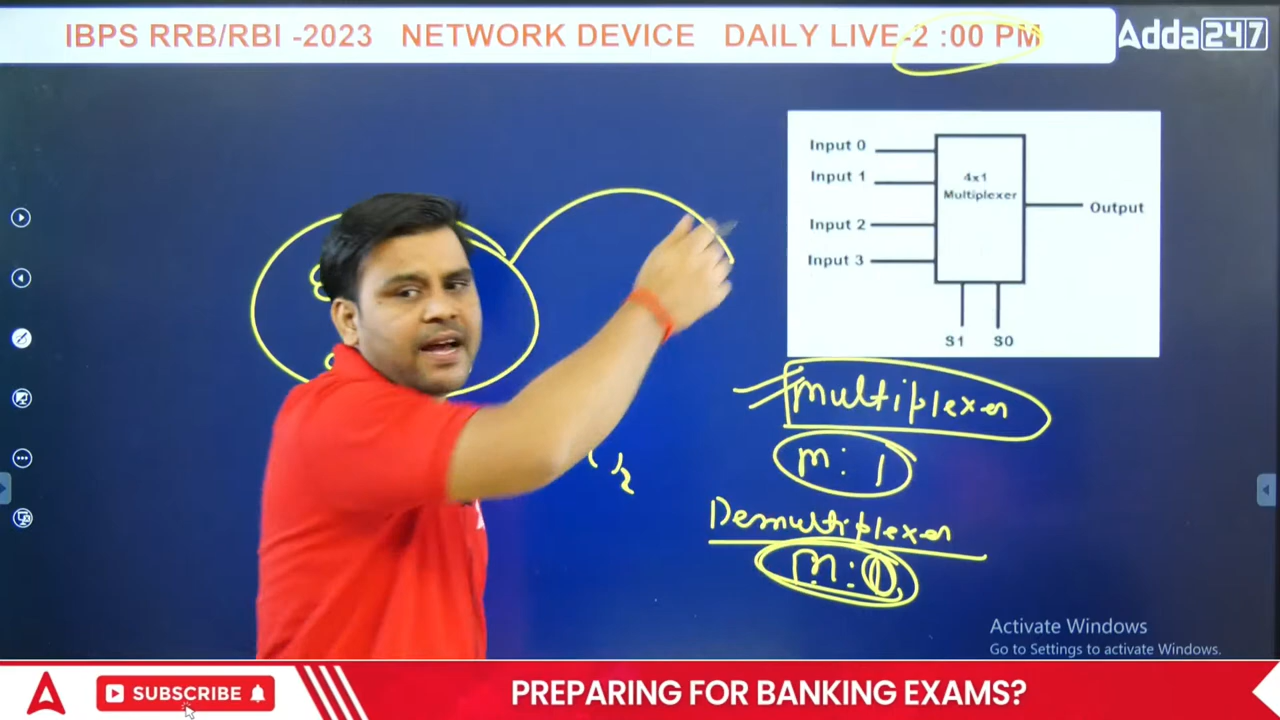 IBPS RRB/RBI -2023 NETWORK DEVICE DAILY LIVE-2 :00 PM
Adda247
Input 0
Input 1
Input 2
Input 3
4x1
Multiplexer
Output
S1 S0
multiplexer
m: 1
Demultiplexer
Activate Windows
Go to Settings to activate Windows.
SUBSCRIBE
PREPARING FOR BANKING EXAMS?